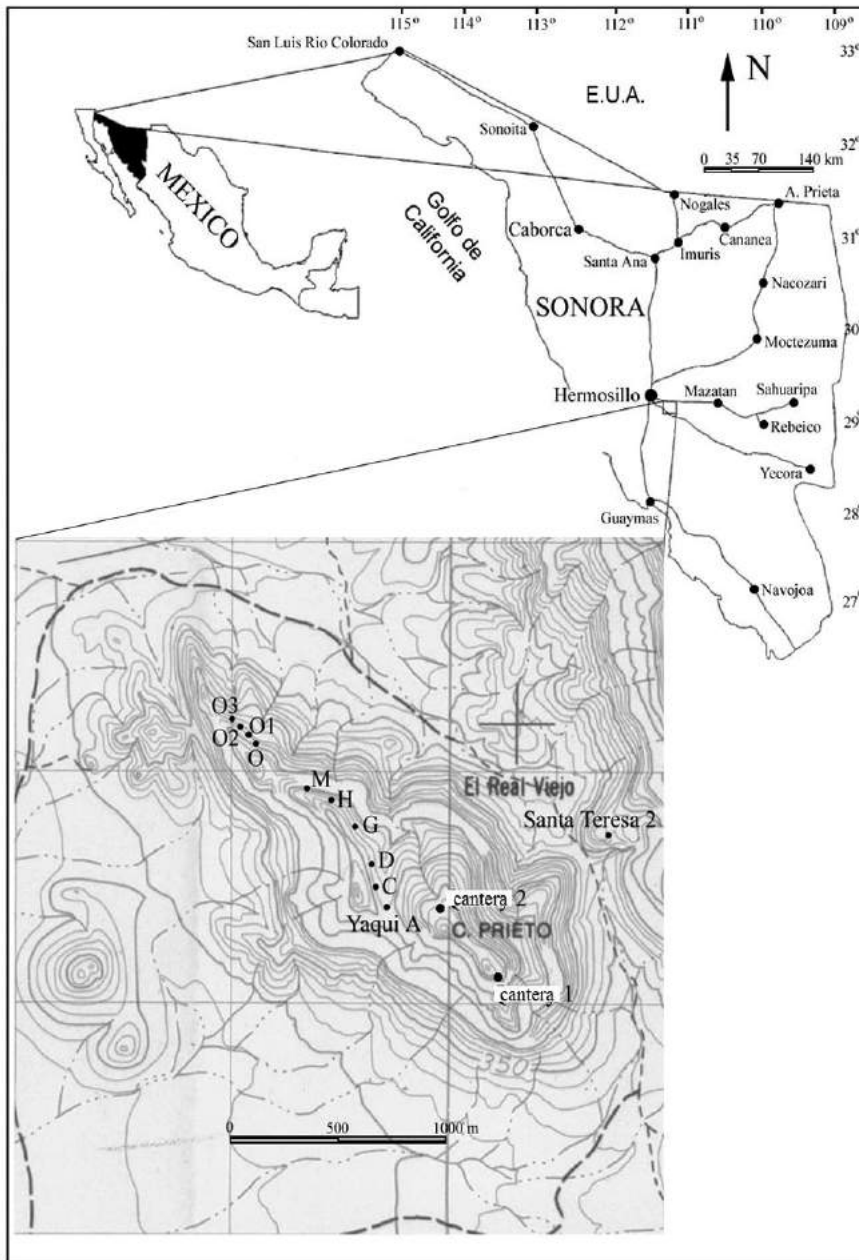 115° 114° 113° 112° 111° 110° 109°
San Luis Rio Colorado
33°
E.U.A.
N
Sonoita
32°
0 35 70 140 km
MEXICO
Golfo de
California
Nogales
A. Prieta
Caborca
Cananea
31°
Santa Ana
Imuris
SONORA
Nacozari
30°
Moctezuma
Hermosillo
Mazatan
Sahuaripa
29°
Rebeico
Yecora
Guaymas
28°
Navojoa
27°
O3
O2
O1
O
M
H
El Real Viejo
G
Santa Teresa 2
D
C
cantera 2
Yaqui A
C. PRIETO
cantera 1
350
0 500 1000 m